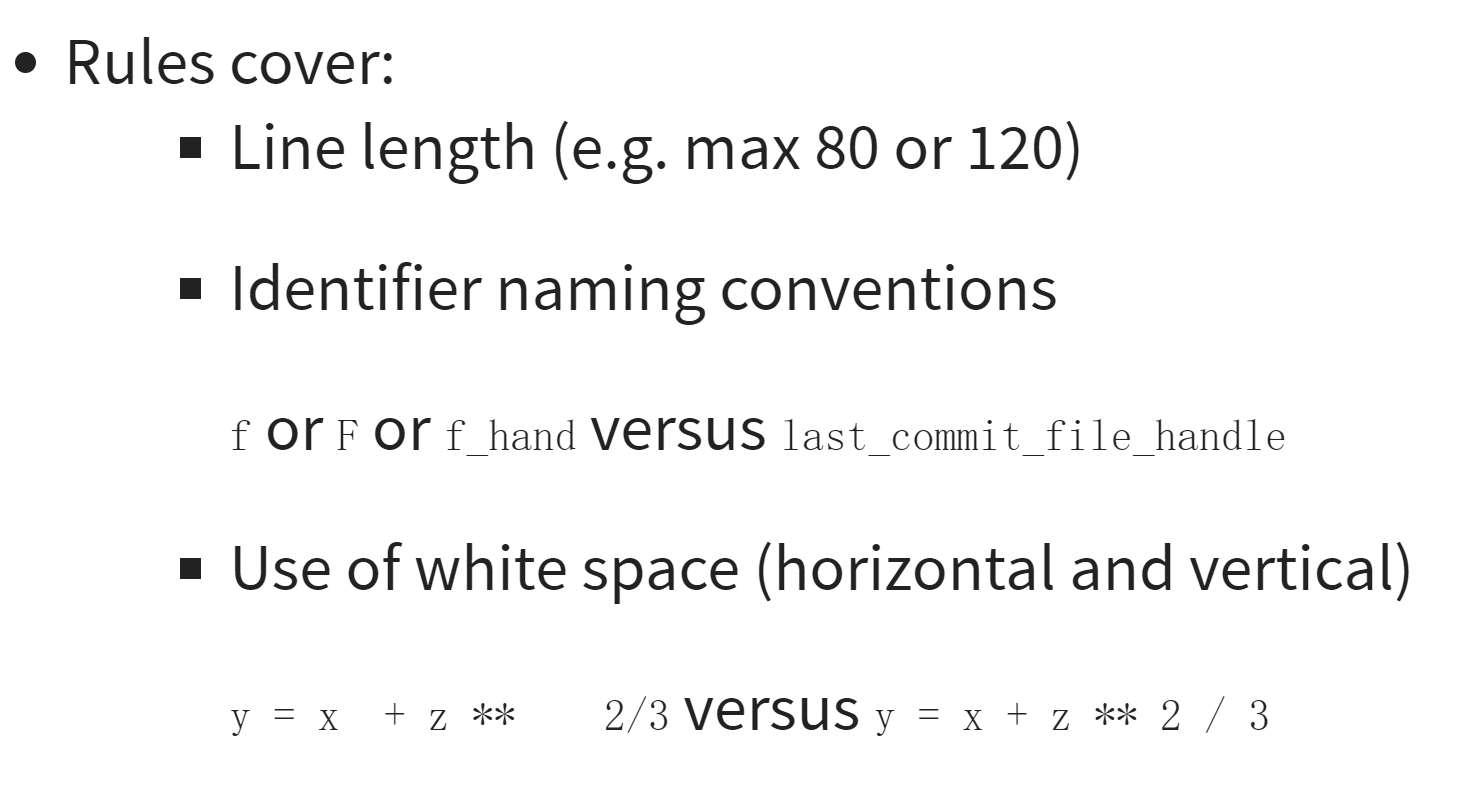 • Rules cover:
▪ Line length (e.g. max 80 or 120)
▪ Identifier naming conventions
f or F or f_hand versus last_commit_file_handle
▪ Use of white space (horizontal and vertical)
y = x  + z **    2/3 versus y = x + z ** 2 / 3